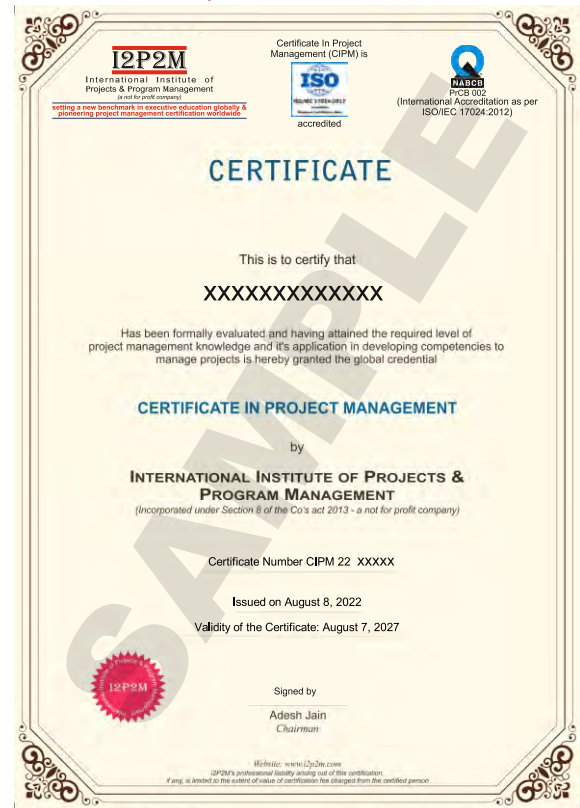 I2P2M
International Institute of
Projects & Program Management
(a not for profit company)
setting a new benchmark in executive education globally &
pioneering project management certification worldwide
Certificate In Project
Management (CIPM) is
ISO
ISO/IEC 17024:2012
accredited
NABCB
PrCB 002
(International Accreditation as per
ISO/IEC 17024:2012)
CERTIFICATE
This is to certify that
XXXXXXXXXXXXX
Has been formally evaluated and having attained the required level of
project management knowledge and it's application in developing competencies to
manage projects is hereby granted the global credential
CERTIFICATE IN PROJECT MANAGEMENT
by
INTERNATIONAL INSTITUTE OF PROJECTS &
PROGRAM MANAGEMENT
(Incorporated under Section 8 of the Co's act 2013 - a not for profit company)
Certificate Number CIPM 22 XXXXX
Issued on August 8, 2022
Validity of the Certificate: August 7, 2027
SAMPLE
I2P2M
Signed by
Adesh Jain
Chairman
Website: www.i2p2m.com
I2P2M's professional liability arising out of this certification,
if any, is limited to the extent of value of certification fee charged from the certified person